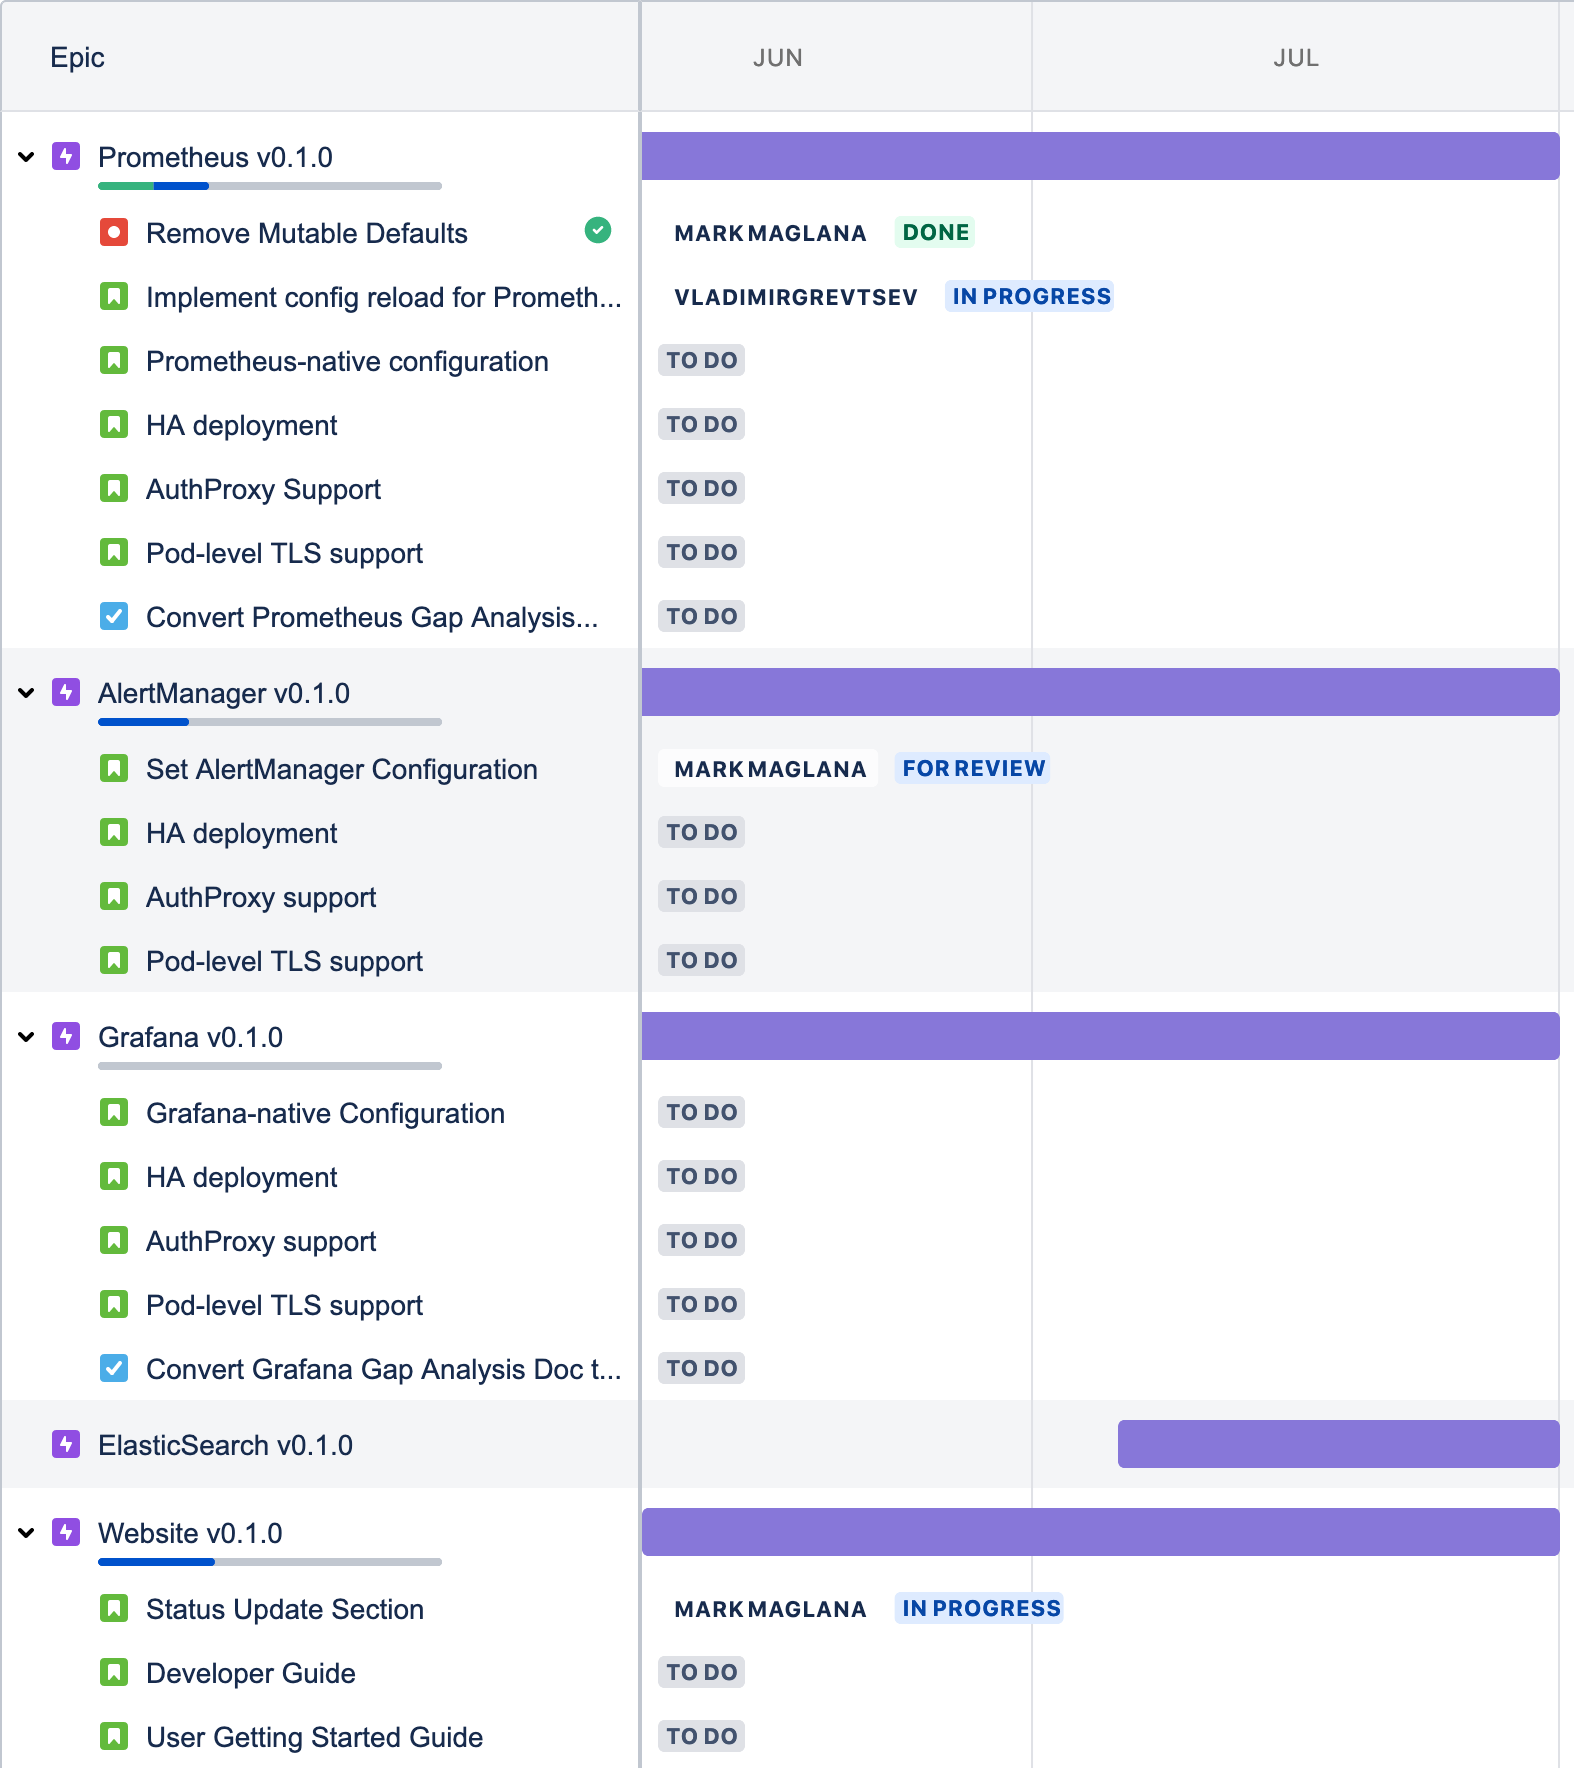 Epic JUN JUL
Prometheus v0.1.0
Remove Mutable Defaults MARKMAGLANA DONE
Implement config reload for Prometh... VLADIMIRGREVTSEV IN PROGRESS
Prometheus-native configuration TO DO
HA deployment TO DO
AuthProxy Support TO DO
Pod-level TLS support TO DO
Convert Prometheus Gap Analysis... TO DO
AlertManager v0.1.0
Set AlertManager Configuration MARKMAGLANA FOR REVIEW
HA deployment TO DO
AuthProxy support TO DO
Pod-level TLS support TO DO
Grafana v0.1.0
Grafana-native Configuration TO DO
HA deployment TO DO
AuthProxy support TO DO
Pod-level TLS support TO DO
Convert Grafana Gap Analysis Doc t... TO DO
ElasticSearch v0.1.0
Website v0.1.0
Status Update Section MARKMAGLANA IN PROGRESS
Developer Guide TO DO
User Getting Started Guide TO DO